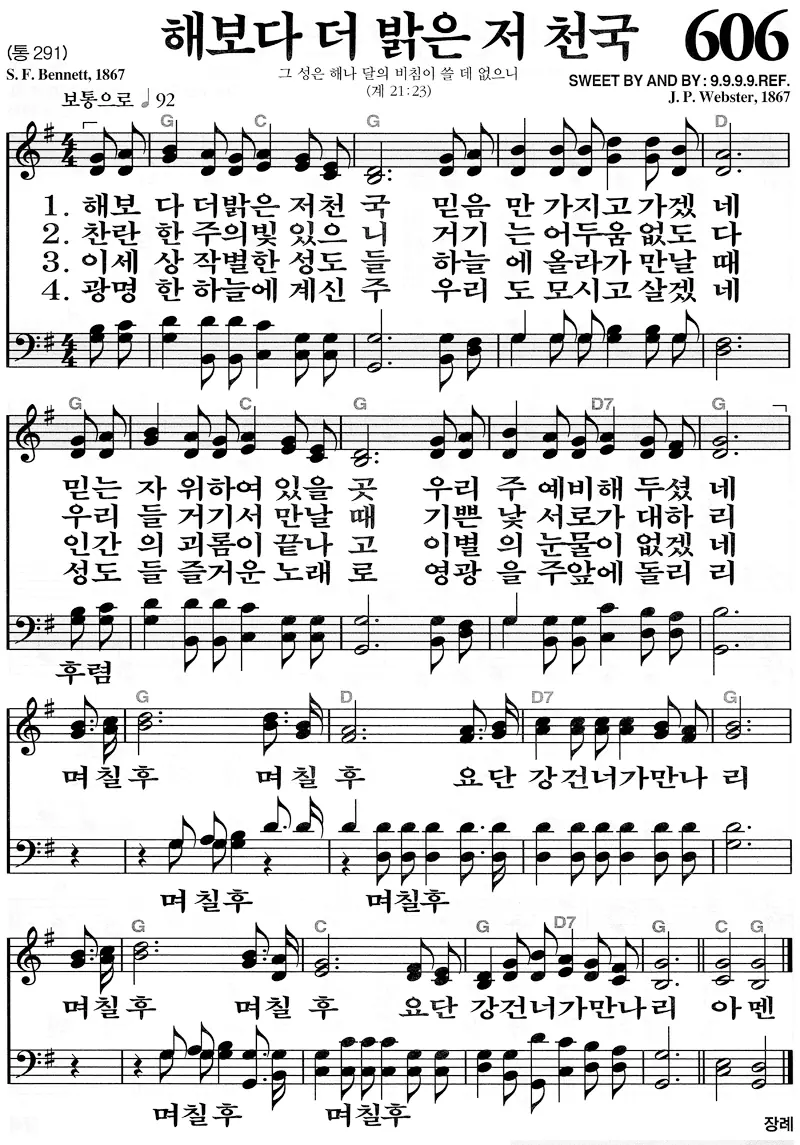 (통 291)
해보다 더 밝은 저 천국 606
S. F. Bennett, 1867
그 성은 해나 달의 비침이 쓸 데 없으니
(계 21:23)
SWEET BY AND BY : 9.9.9.9.REF.
J. P. Webster, 1867
보통으로 ♩ 92
G C G D
4 4
1. 해보 다 더밝은 저천 국 믿음 만 가지고 가겠 네
2. 찬란 한 주의빛 있으 니 거기 는 어두움 없도 다
3. 이세 상 작별한 성도 들 하늘 에 올라가 만날 때
4. 광명 한 하늘에 계신 주 우리 도 모시고 살겠 네
4 4
G C G D7 G
믿는 자 위하여 있을 곳 우리 주 예비해 두셨 네
우리 들 거기서 만날 때 기쁜 낯 서로가 대하 리
인간 의 괴롬이 끝나 고 이별 의 눈물이 없겠 네
성도 들 즐거운 노래 로 영광 을 주앞에 돌리 리
후렴
G D D7 G
며칠후 며칠 후 요단 강건너가만나 리
며칠후 며칠후
G C G D7 G C G
며칠후 며칠 후 요단 강건너가만나리 아멘
며칠후 며칠후
장례